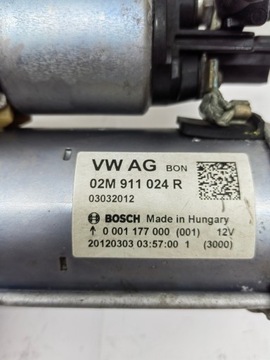 VW AG BON
02M 911 024 R
03032012
BOSCH Made in Hungary
0 001 177 000 (001) 12V
20120303 03:57:00 1 (3000)